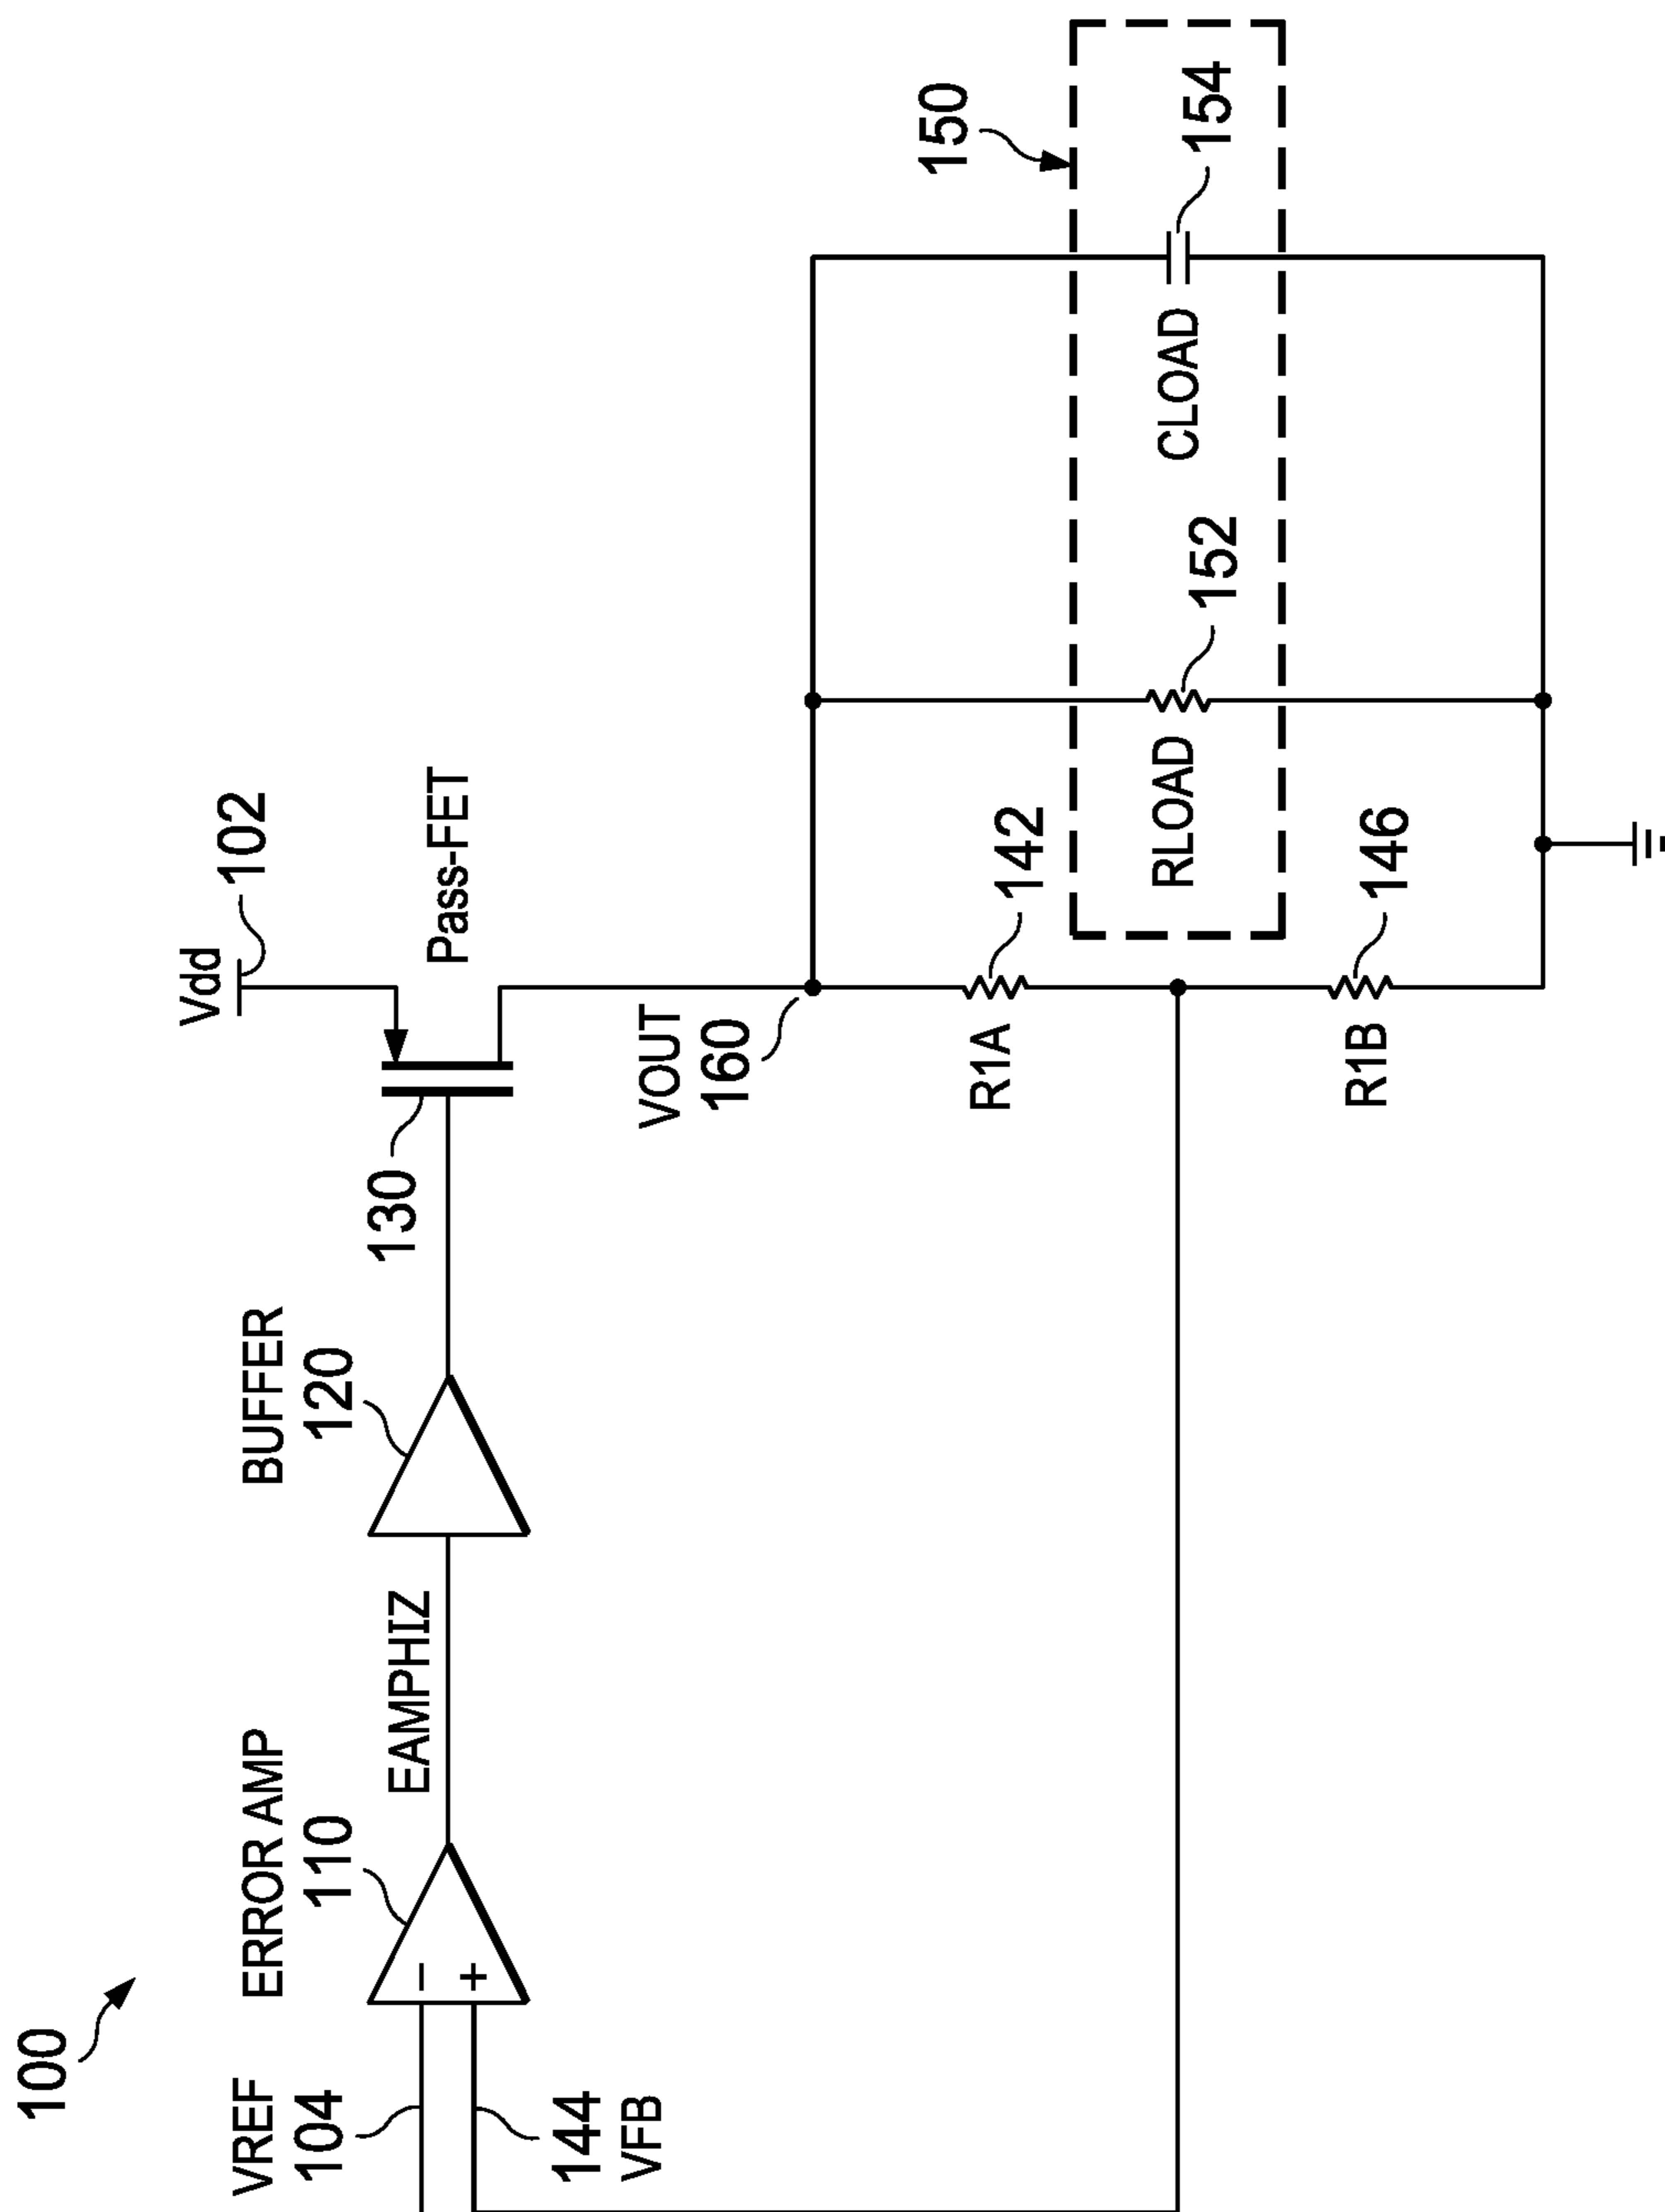 100
VREF
104
144
VFB
ERROR AMP
110
-
+
EAMPHIZ
BUFFER
120
130
Vdd
102
Pass-FET
VOUT
160
R1A
142
R1B
146
RLOAD
152
CLOAD
154
150